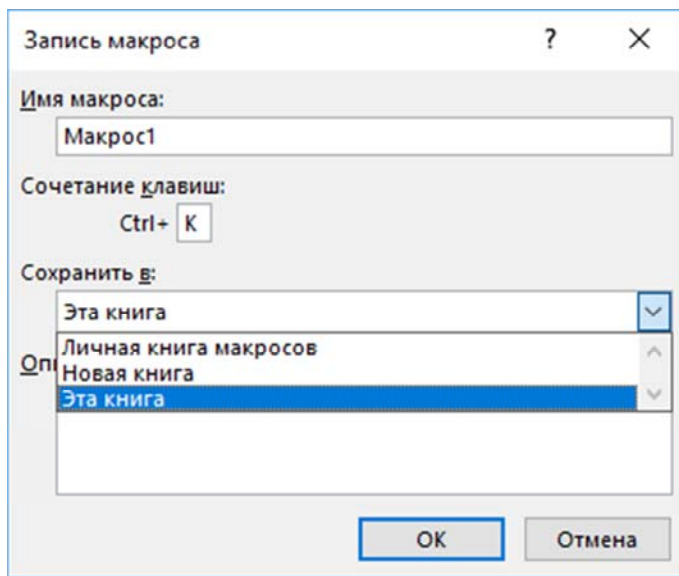 Запись макроса ?
Имя макроса:
Макрос1
Сочетание клавиш:
Ctrl+ К
Сохранить в:
Эта книга
Личная книга макросов
Новая книга
Эта книга
ОК Отмена